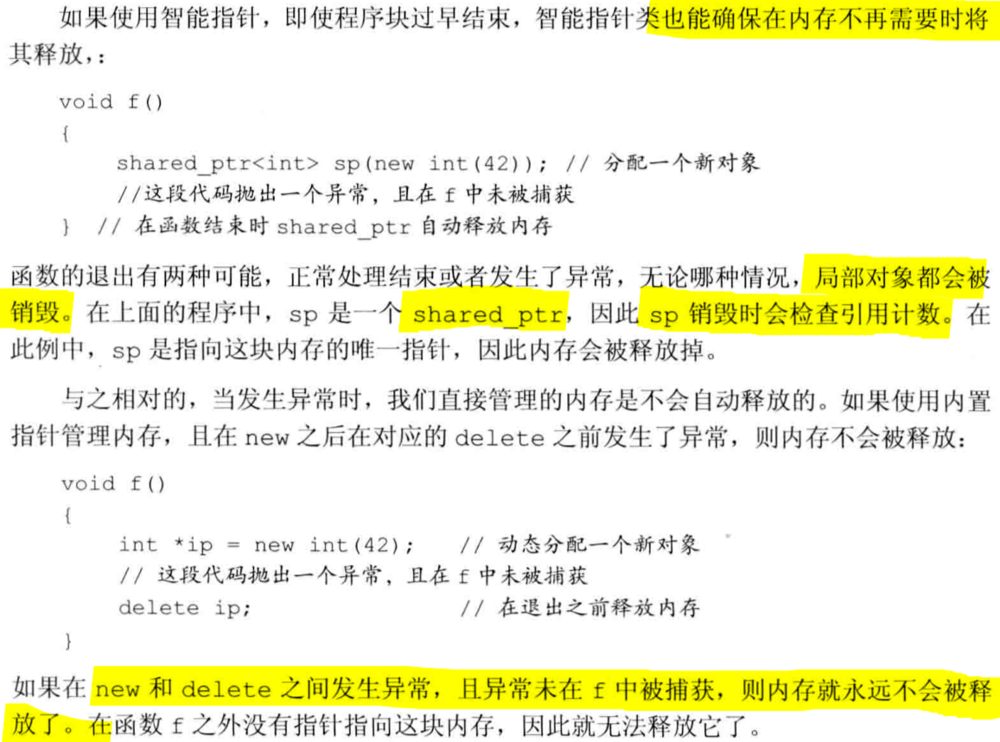 如果使用智能指针，即使程序块过早结束，智能指针类也能确保在内存不再需要时将
其释放，：
void f()
{
shared_ptr<int> sp(new int(42)); // 分配一个新对象
//这段代码抛出一个异常，且在 f 中未被捕获
} // 在函数结束时 shared_ptr 自动释放内存
函数的退出有两种可能，正常处理结束或者发生了异常，无论哪种情况，局部对象都会被
销毁。在上面的程序中，sp 是一个 shared_ptr，因此 sp 销毁时会检查引用计数。在
此例中，sp 是指向这块内存的唯一指针，因此内存会被释放掉。
与之相对的，当发生异常时，我们直接管理的内存是不会自动释放的。如果使用内置
指针管理内存，且在 new 之后在对应的 delete 之前发生了异常，则内存不会被释放：
void f()
{
int *ip = new int(42); // 动态分配一个新对象
// 这段代码抛出一个异常，且在 f 中未被捕获
delete ip; // 在退出之前释放内存
}
如果在 new 和 delete 之间发生异常，且异常未在 f 中被捕获，则内存就永远不会被释
放了。在函数 f 之外没有指针指向这块内存，因此就无法释放它了。